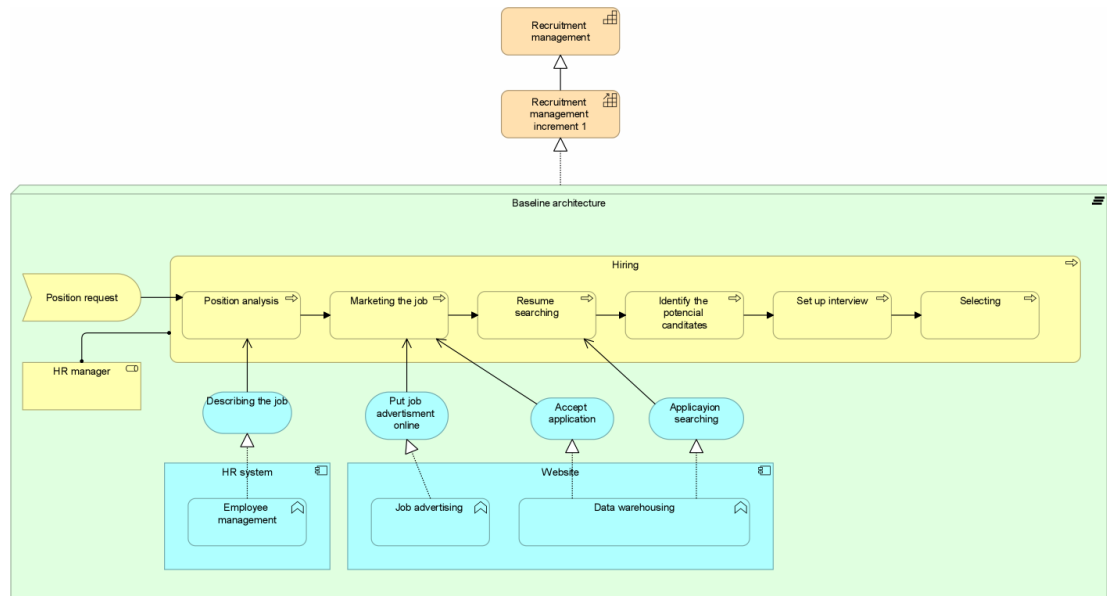 Recruitment
management
Recruitment
management
increment 1
Baseline architecture
Hiring
Position request
Position analysis
Marketing the job
Resume
searching
Identify the
potencial
canditates
Set up interview
Selecting
HR manager
Describing the job
Put job
advertisment
online
Accept
application
Applicayion
searching
HR system
Website
Employee
management
Job advertising
Data warehousing